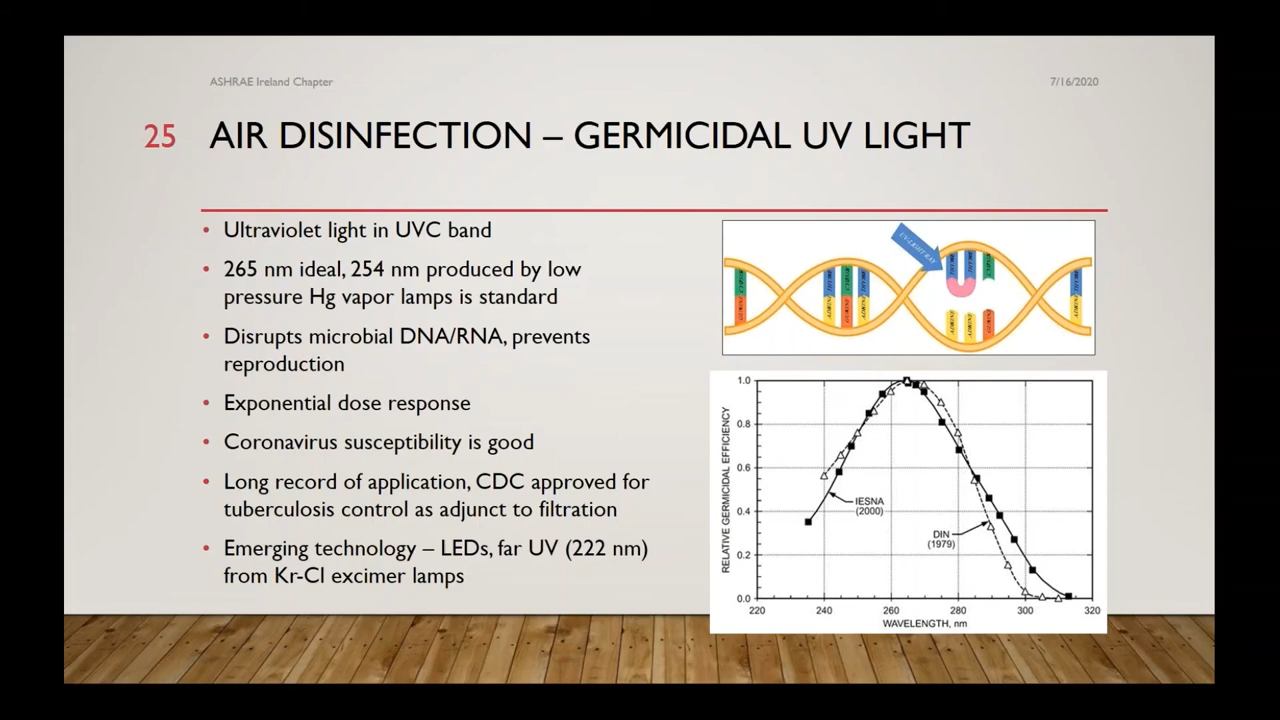 ASHRAE Ireland Chapter
7/16/2020
25
AIR DISINFECTION – GERMICIDAL UV LIGHT
• Ultraviolet light in UVC band
• 265 nm ideal, 254 nm produced by low
pressure Hg vapor lamps is standard
• Disrupts microbial DNA/RNA, prevents
reproduction
• Exponential dose response
• Coronavirus susceptibility is good
• Long record of application, CDC approved for
tuberculosis control as adjunct to filtration
• Emerging technology – LEDs, far UV (222 nm)
from Kr-Cl excimer lamps
UV-LIGHT RAY
RELATIVE GERMICIDAL EFFICIENCY
1.0
0.8
0.6
0.4
0.2
0.0
IESNA
(2000)
DIN
(1979)
220 240 260 280 300 320
WAVELENGTH, nm